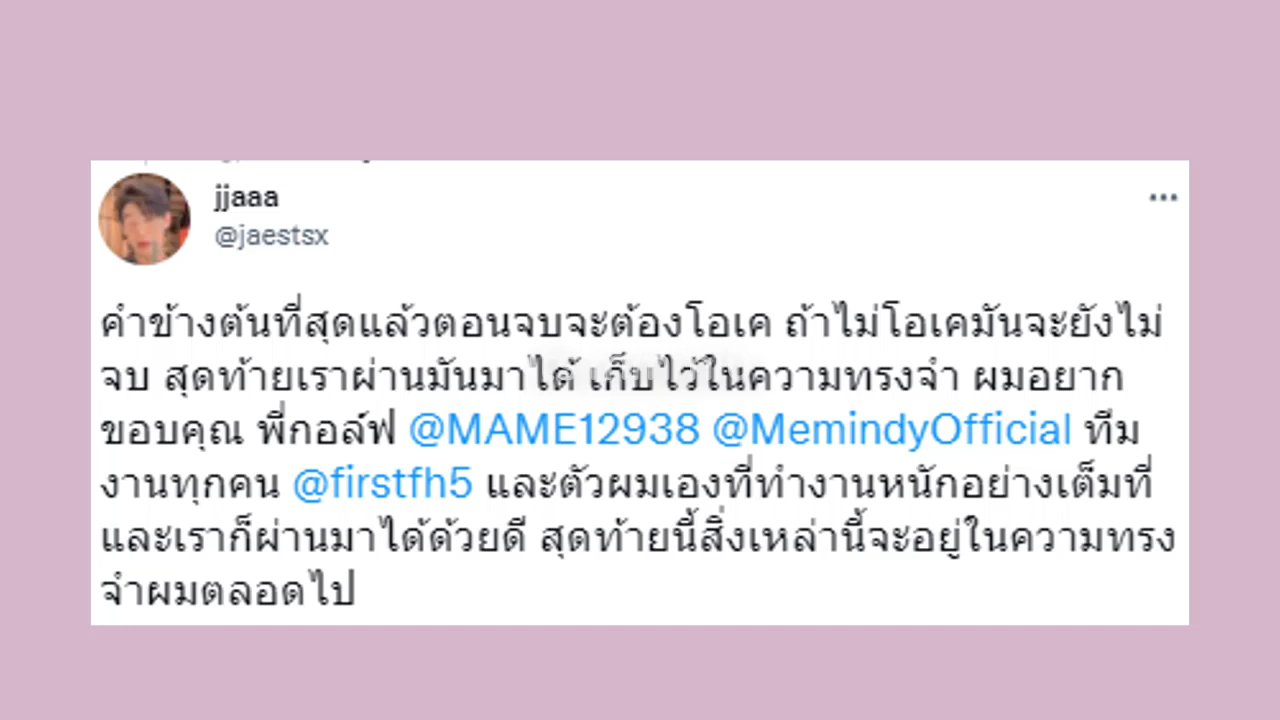 jjaaa
@jaestsx
คำข้างต้นที่สุดแล้วตอนจบจะต้องโอเค ถ้าไม่โอเคมันจะยังไม่
จบ สุดท้ายเราผ่านมันมาได้ เก็บไว้ในความทรงจำ ผมอยาก
ขอบคุณ พี่กอล์ฟ @MAME12938 @MemindyOfficial ทีม
งานทุกคน @firstfh5 และตัวผมเองที่ทำงานหนักอย่างเต็มที่
และเราก็ผ่านมาได้ด้วยดี สุดท้ายนี้สิ่งเหล่านี้จะอยู่ในความทรง
จำผมตลอดไป